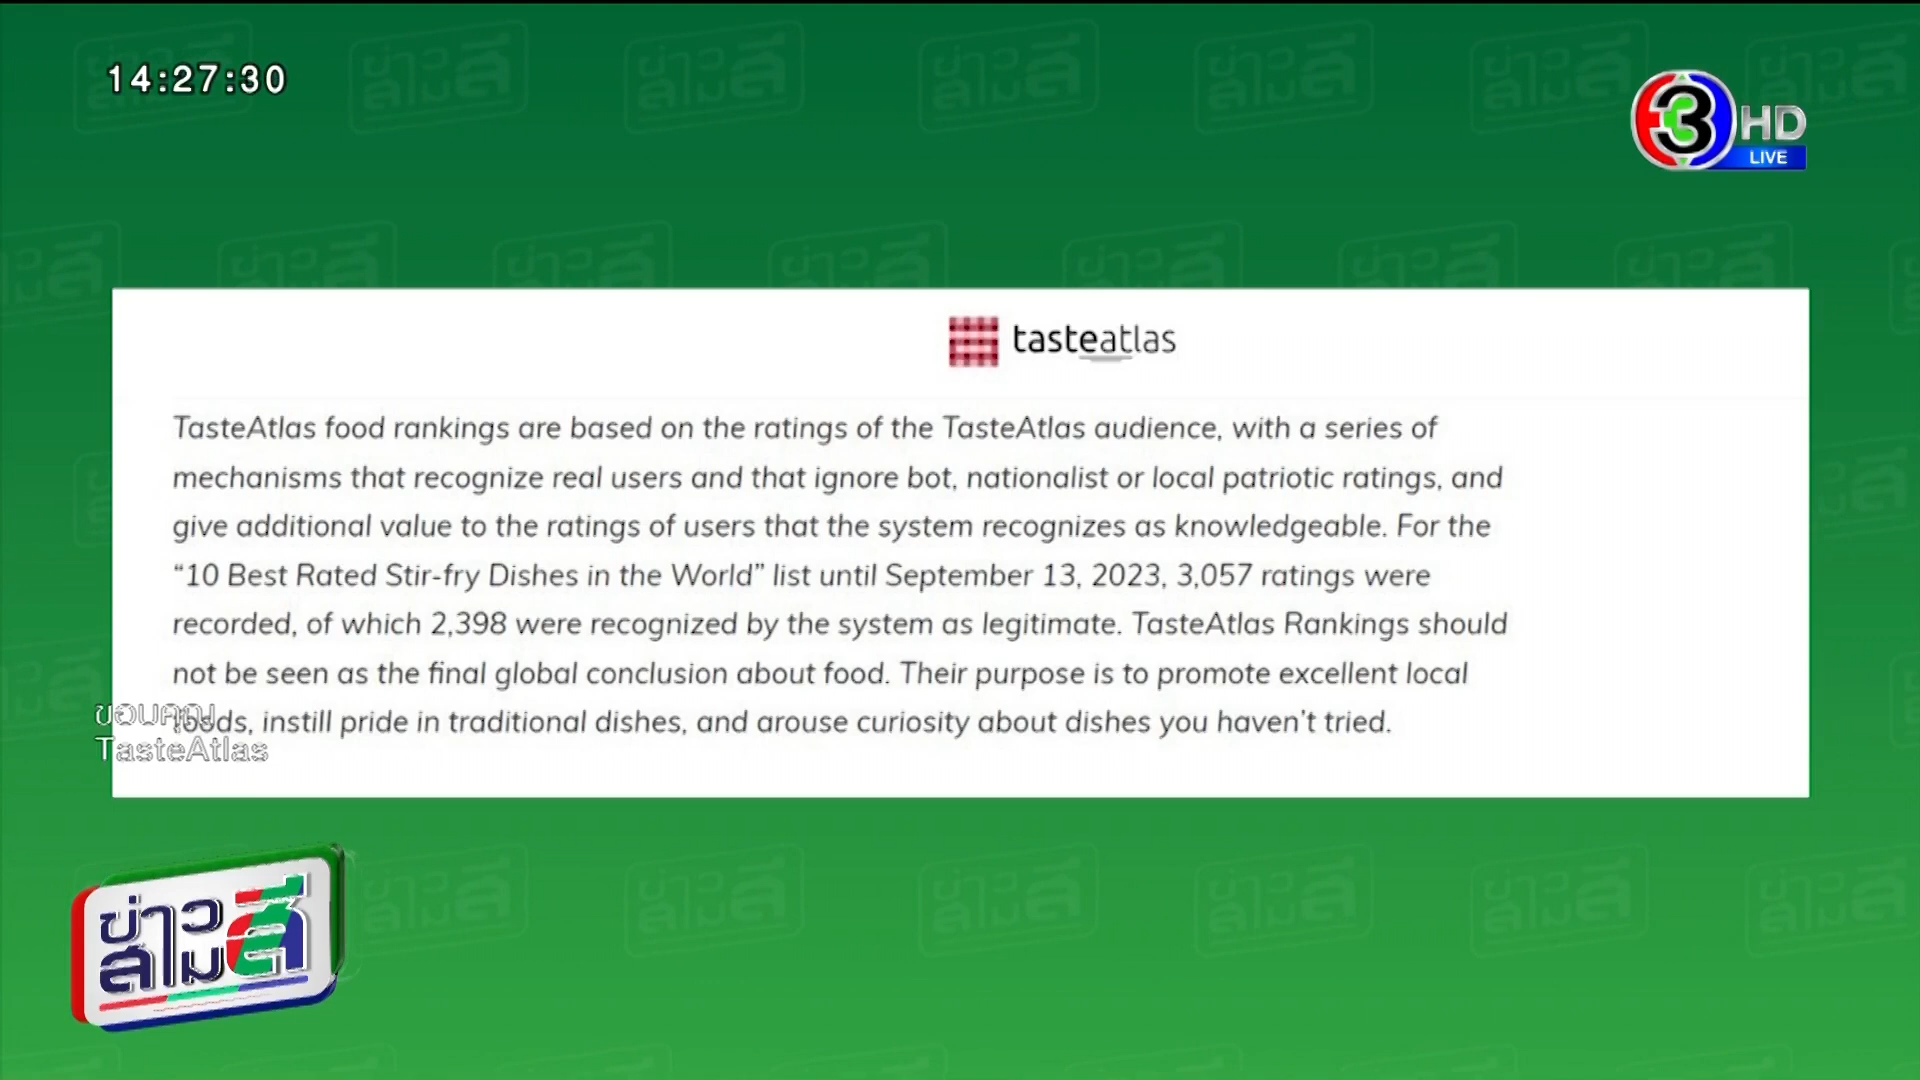 14:27:30
3 HD
LIVE
tasteatlas
TasteAtlas food rankings are based on the ratings of the TasteAtlas audience, with a series of
mechanisms that recognize real users and that ignore bot, nationalist or local patriotic ratings, and
give additional value to the ratings of users that the system recognizes as knowledgeable. For the
“10 Best Rated Stir-fry Dishes in the World” list until September 13, 2023, 3,057 ratings were
recorded, of which 2,398 were recognized by the system as legitimate. TasteAtlas Rankings should
not be seen as the final global conclusion about food. Their purpose is to promote excellent local
foods, instill pride in traditional dishes, and arouse curiosity about dishes you haven’t tried.
ขอบคุณ
TasteAtlas
ข่าว
สามสี